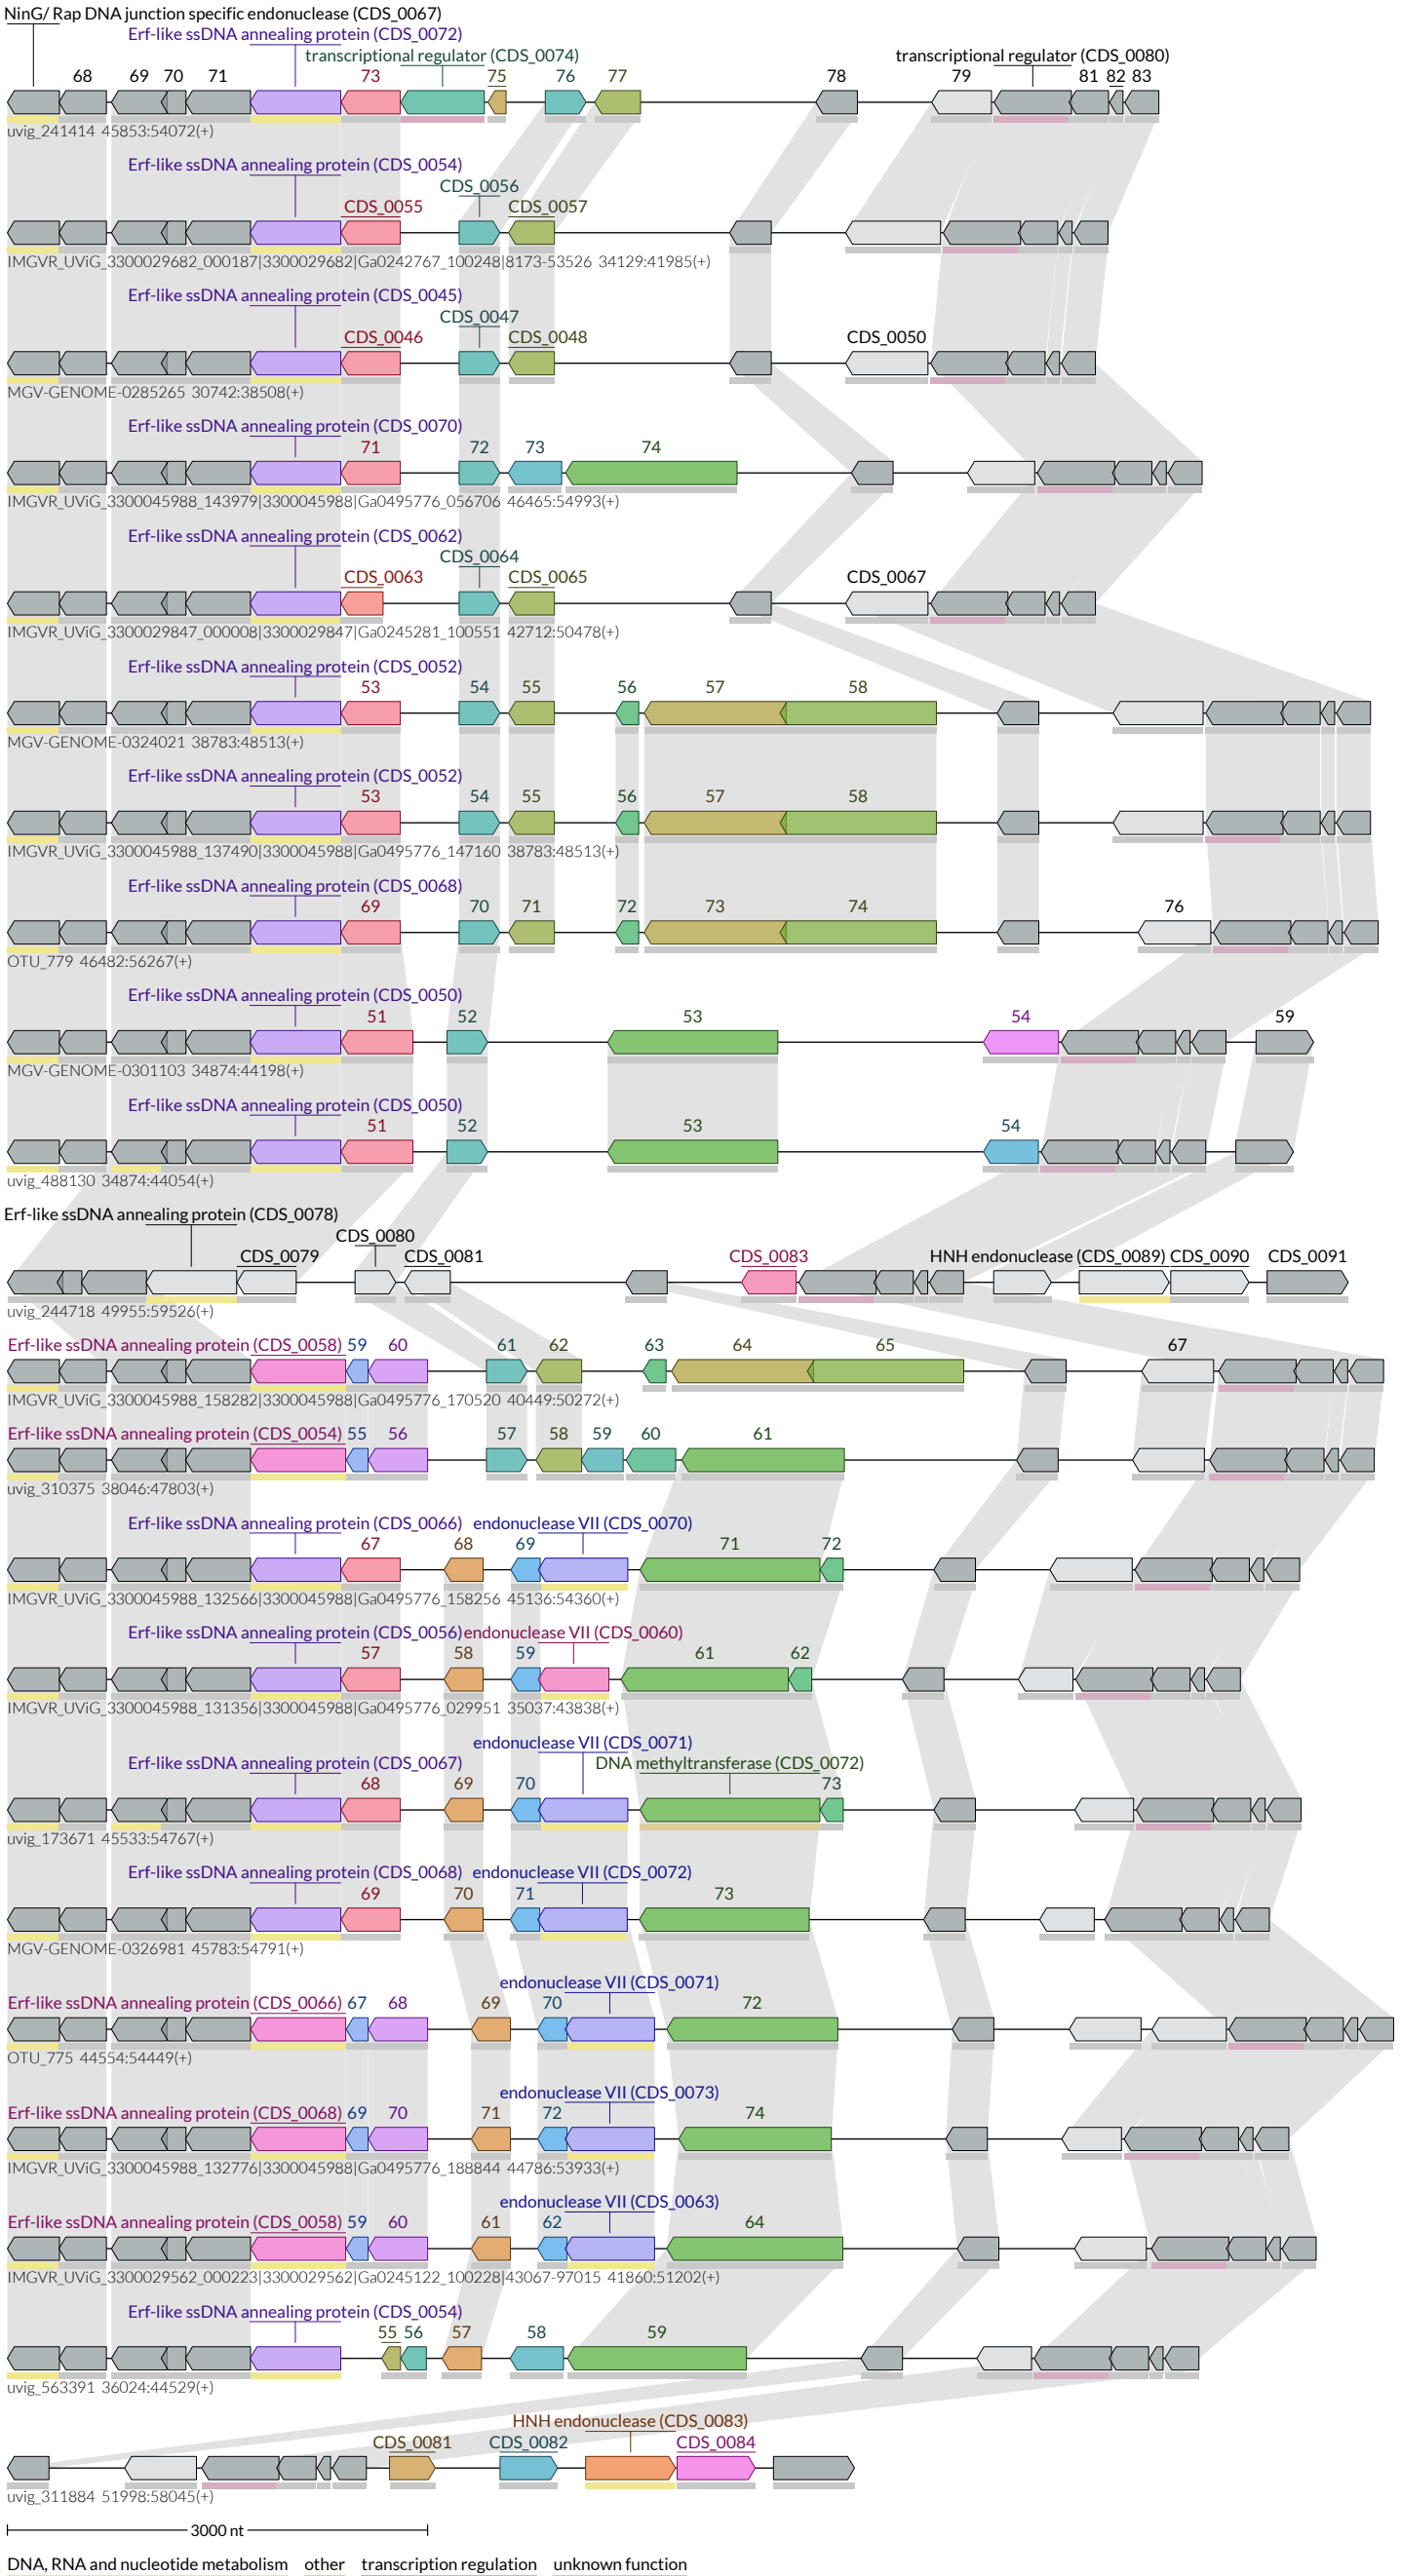 NinG/ Rap DNA junction specific endonuclease (CDS_0067)
Erf-like ssDNA annealing protein (CDS_0072)
transcriptional regulator (CDS_0074) transcriptional regulator (CDS_0080)
68 69 70 71 73 75 76 77 78 79 81 82 83
uvig_241414 45853:54072(+)
Erf-like ssDNA annealing protein (CDS_0054)
CDS_0056
CDS_0055 CDS_0057
IMGVR_UViG_3300029682_000187|3300029682|Ga0242767_100248|8173-53526 34129:41985(+)
Erf-like ssDNA annealing protein (CDS_0045)
CDS_0047
CDS_0046 CDS_0048 CDS_0050
MGV-GENOME-0285265 30742:38508(+)
Erf-like ssDNA annealing protein (CDS_0070)
71 72 73 74
IMGVR_UViG_3300045988_143979|3300045988|Ga0495776_056706 46465:54993(+)
Erf-like ssDNA annealing protein (CDS_0062)
CDS_0064
CDS_0063 CDS_0065 CDS_0067
IMGVR_UViG_3300029847_000008|3300029847|Ga0245281_100551 42712:50478(+)
Erf-like ssDNA annealing protein (CDS_0052)
53 54 55 56 57 58
MGV-GENOME-0324021 38783:48513(+)
Erf-like ssDNA annealing protein (CDS_0052)
53 54 55 56 57 58
IMGVR_UViG_3300045988_137490|3300045988|Ga0495776_147160 38783:48513(+)
Erf-like ssDNA annealing protein (CDS_0068)
69 70 71 72 73 74 76
OTU_779 46482:56267(+)
Erf-like ssDNA annealing protein (CDS_0050)
51 52 53 54 59
MGV-GENOME-0301103 34874:44198(+)
Erf-like ssDNA annealing protein (CDS_0050)
51 52 53 54
uvig_488130 34874:44054(+)
Erf-like ssDNA annealing protein (CDS_0078)
CDS_0080
CDS_0079 CDS_0081 CDS_0083 HNH endonuclease (CDS_0089) CDS_0090 CDS_0091
uvig_244718 49955:59526(+)
Erf-like ssDNA annealing protein (CDS_0058) 59 60 61 62 63 64 65 67
IMGVR_UViG_3300045988_158282|3300045988|Ga0495776_170520 40449:50272(+)
Erf-like ssDNA annealing protein (CDS_0054) 55 56 57 58 59 60 61
uvig_310375 38046:47803(+)
Erf-like ssDNA annealing protein (CDS_0066) endonuclease VII (CDS_0070)
67 68 69 71 72
IMGVR_UViG_3300045988_132566|3300045988|Ga0495776_158256 45136:54360(+)
Erf-like ssDNA annealing protein (CDS_0056) endonuclease VII (CDS_0060)
57 58 59 61 62
IMGVR_UViG_3300045988_131356|3300045988|Ga0495776_029951 35037:43838(+)
endonuclease VII (CDS_0071)
Erf-like ssDNA annealing protein (CDS_0067) DNA methyltransferase (CDS_0072)
68 69 70 73
uvig_173671 45533:54767(+)
Erf-like ssDNA annealing protein (CDS_0068) endonuclease VII (CDS_0072)
69 70 71 73
MGV-GENOME-0326981 45783:54791(+)
endonuclease VII (CDS_0071)
Erf-like ssDNA annealing protein (CDS_0066) 67 68 69 70 72
OTU_775 44554:54449(+)
endonuclease VII (CDS_0073)
Erf-like ssDNA annealing protein (CDS_0068) 69 70 71 72 74
IMGVR_UViG_3300045988_132776|3300045988|Ga0495776_188844 44786:53933(+)
endonuclease VII (CDS_0063)
Erf-like ssDNA annealing protein (CDS_0058) 59 60 61 62 64
IMGVR_UViG_3300029562_000223|3300029562|Ga0245122_100228|43067-97015 41860:51202(+)
Erf-like ssDNA annealing protein (CDS_0054)
55 56 57 58 59
uvig_563391 36024:44529(+)
HNH endonuclease (CDS_0083)
CDS_0081 CDS_0082 CDS_0084
uvig_311884 51998:58045(+)
3000 nt
DNA, RNA and nucleotide metabolism other transcription regulation unknown function